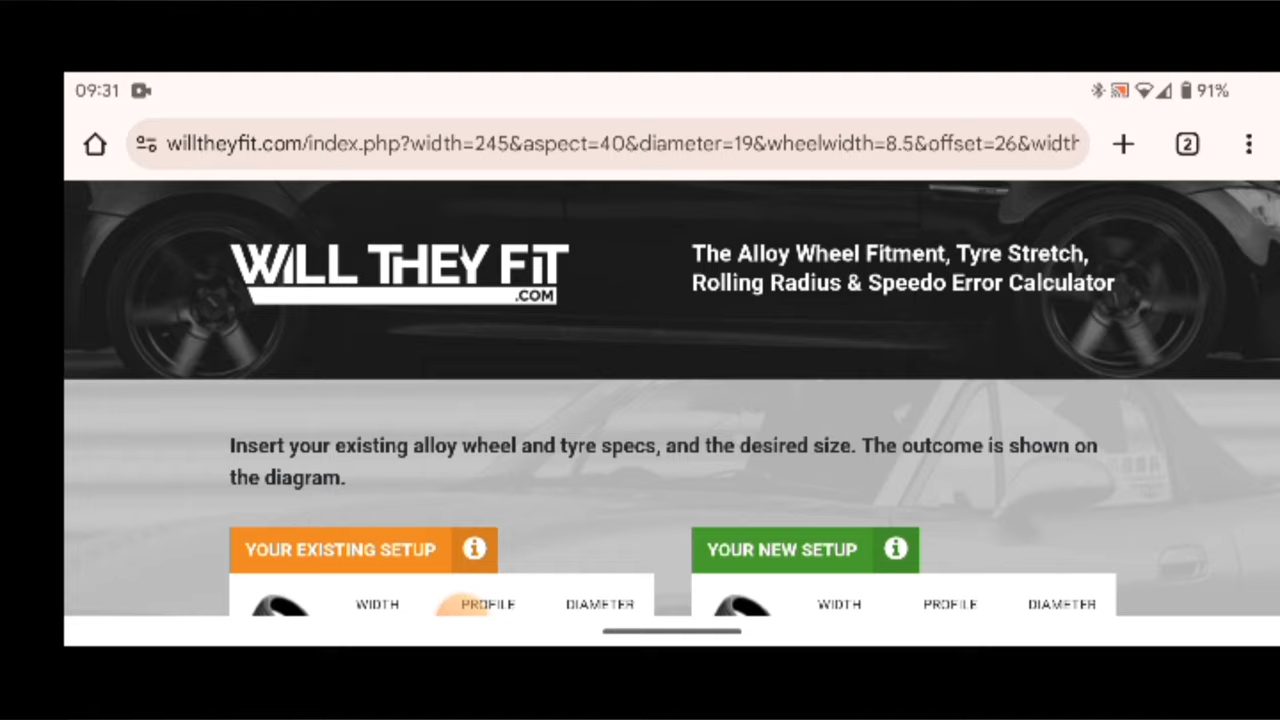 09:31
91%
willtheyfit.com/index.php?width=245&aspect=40&diameter=19&wheelwidth=8.5&offset=26&width
2
WILL THEY FiT
.COM
The Alloy Wheel Fitment, Tyre Stretch,
Rolling Radius & Speedo Error Calculator
Insert your existing alloy wheel and tyre specs, and the desired size. The outcome is shown on
the diagram.
YOUR EXISTING SETUP
YOUR NEW SETUP
WIDTH PROFILE DIAMETER
WIDTH PROFILE DIAMETER